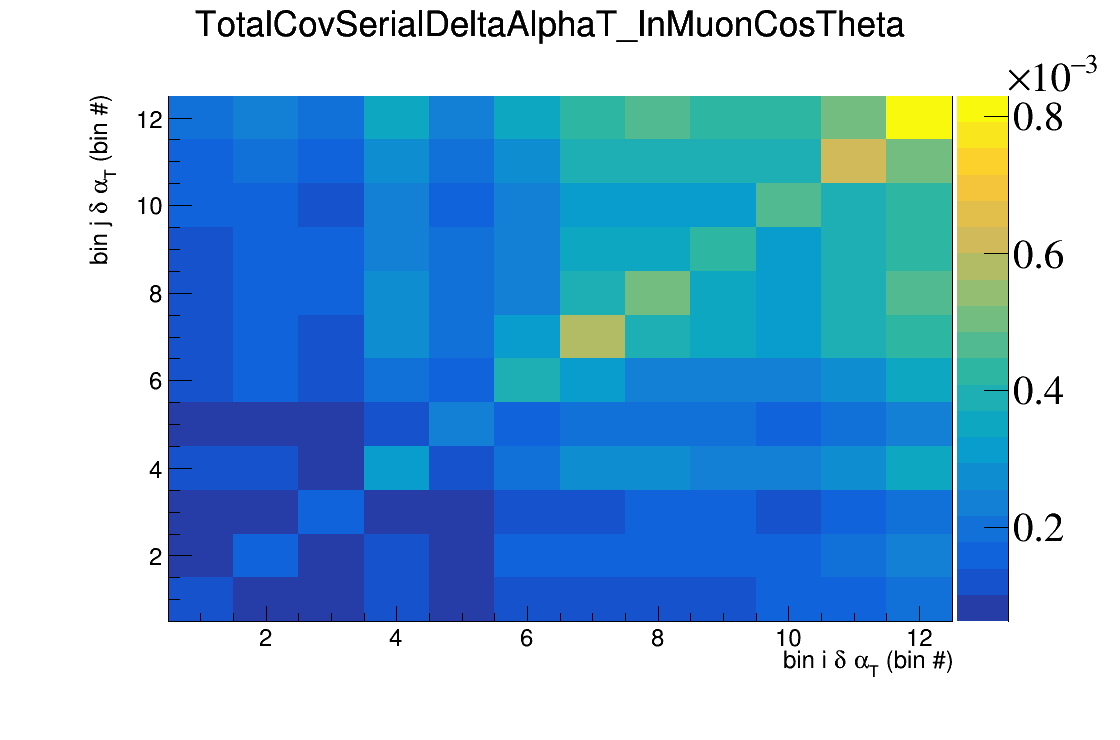 TotalCovSerialDeltaAlphaT_InMuonCosTheta
×10⁻³
bin j δ α_T (bin #)
12
10
8
6
4
2
2 4 6 8 10 12
bin i δ α_T (bin #)
0.8
0.6
0.4
0.2